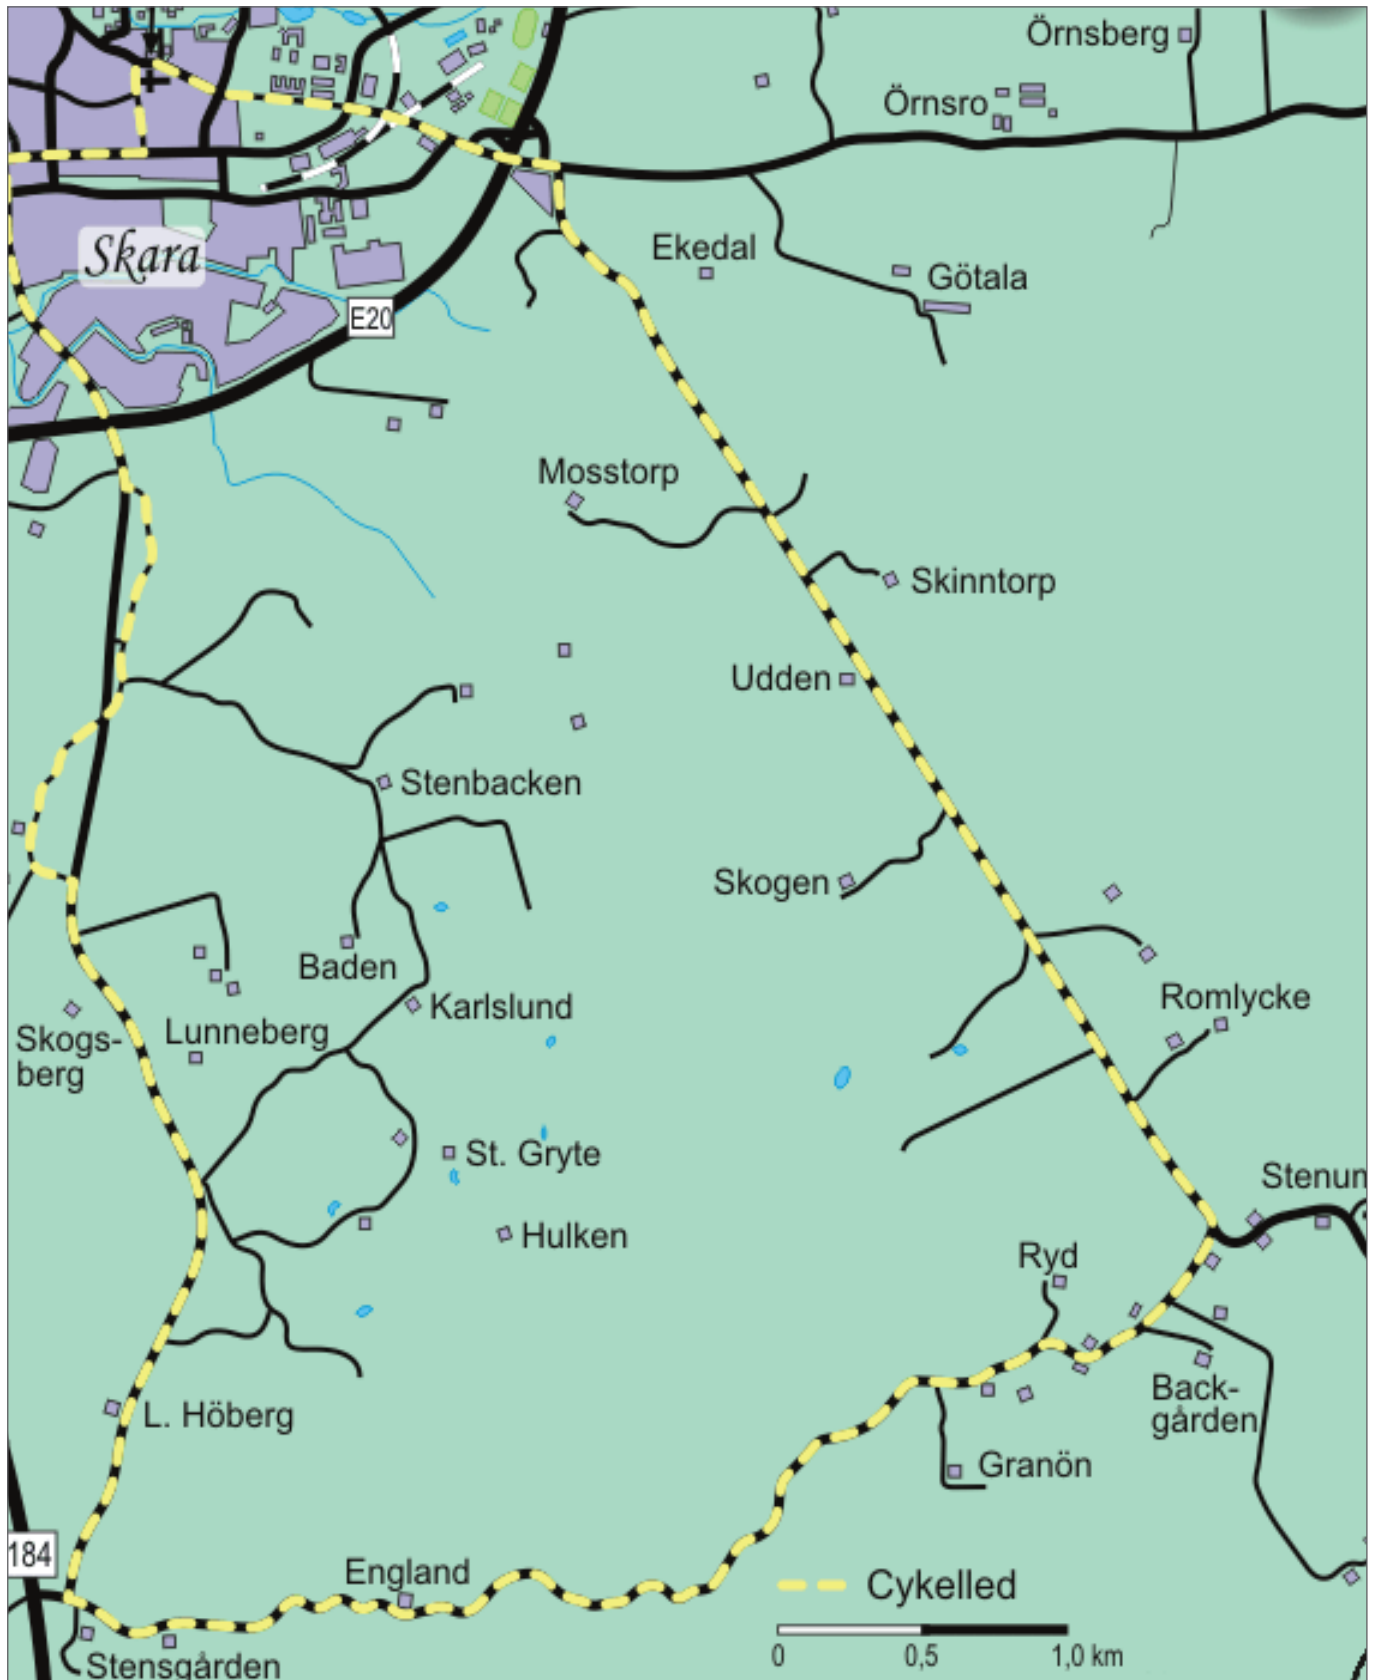 Örnsberg
Örnsro
Skara
Ekedal
Götala
E20
Mosstorp
Skinntorp
Udden
Stenbacken
Skogen
Baden
Karlslund
Romlycke
Skogs-
berg
Lunneberg
St. Gryte
Stenum
Hulken
Ryd
L. Höberg
Back-
gården
Granön
184
England
Cykelled
0 0,5 1,0 km
Stensgården